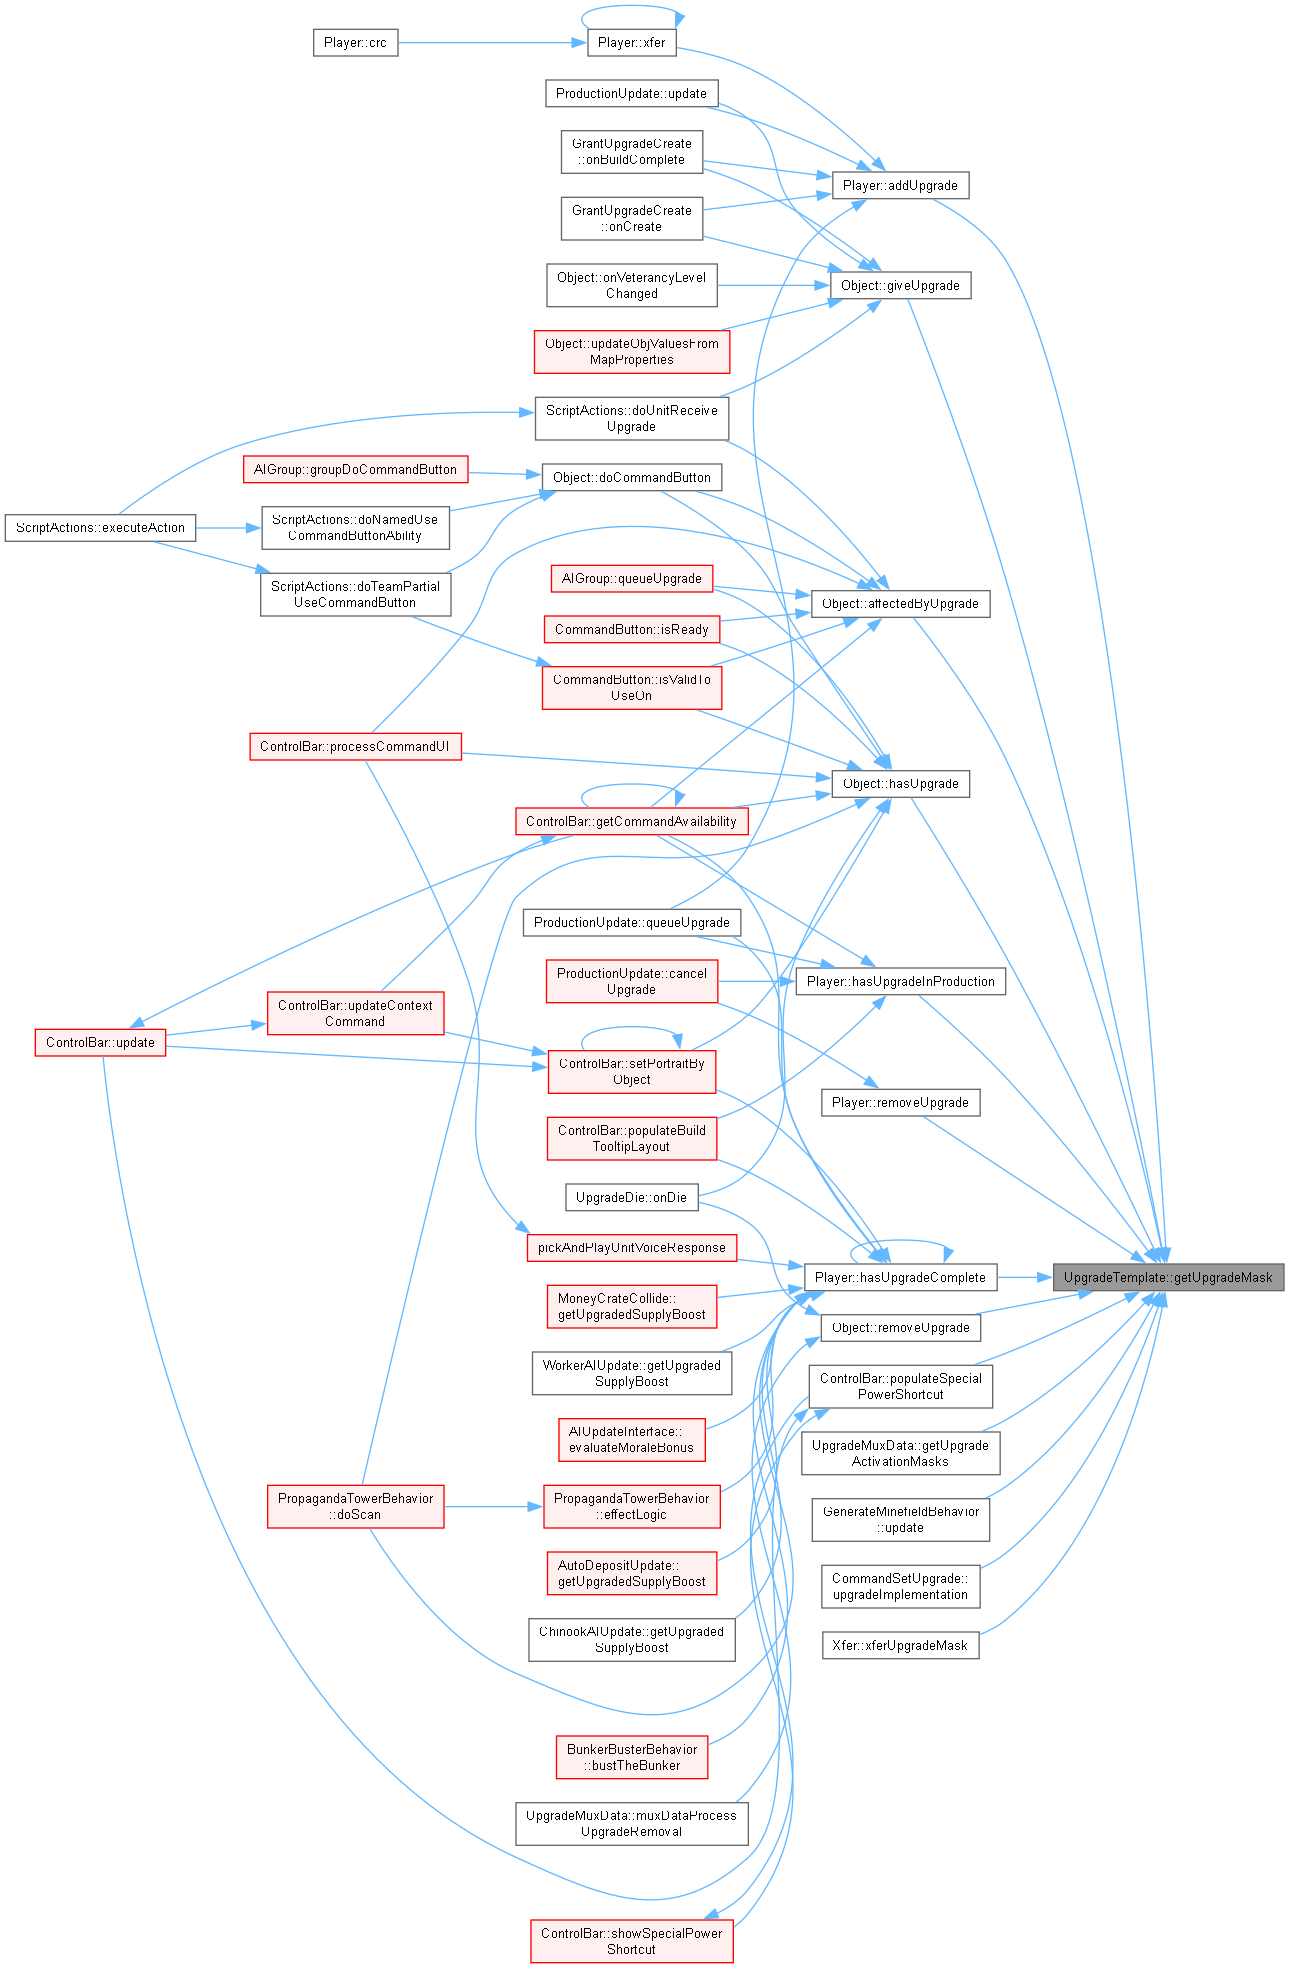 Player::xfer
Player::crc
ProductionUpdate::update
GrantUpgradeCreate
::onBuildComplete
Player::addUpgrade
GrantUpgradeCreate
::onCreate
Object::onVeterancyLevel
Changed
Object::giveUpgrade
Object::updateObjValuesFrom
MapProperties
ScriptActions::doUnitReceive
Upgrade
AIGroup::groupDoCommandButton
Object::doCommandButton
ScriptActions::executeAction
ScriptActions::doNamedUse
CommandButtonAbility
ScriptActions::doTeamPartial
UseCommandButton
AIGroup::queueUpgrade
Object::affectedByUpgrade
CommandButton::isReady
CommandButton::isValidTo
UseOn
ControlBar::processCommandUI
Object::hasUpgrade
ControlBar::getCommandAvailability
ProductionUpdate::queueUpgrade
ProductionUpdate::cancel
Upgrade
Player::hasUpgradeInProduction
ControlBar::updateContext
Command
ControlBar::update
ControlBar::setPortraitBy
Object
Player::removeUpgrade
ControlBar::populateBuild
TooltipLayout
UpgradeDie::onDie
pickAndPlayUnitVoiceResponse
Player::hasUpgradeComplete
UpgradeTemplate::getUpgradeMask
MoneyCrateCollide::
getUpgradedSupplyBoost
Object::removeUpgrade
WorkerAIUpdate::getUpgraded
SupplyBoost
ControlBar::populateSpecial
PowerShortcut
AIUpdateInterface::
evaluateMoraleBonus
UpgradeMuxData::getUpgrade
ActivationMasks
PropagandaTowerBehavior
::doScan
PropagandaTowerBehavior
::effectLogic
GenerateMinefieldBehavior
::update
AutoDepositUpdate::
getUpgradedSupplyBoost
CommandSetUpgrade::
upgradeImplementation
ChinookAIUpdate::getUpgraded
SupplyBoost
Xfer::xferUpgradeMask
BunkerBusterBehavior
::bustTheBunker
UpgradeMuxData::muxDataProcess
UpgradeRemoval
ControlBar::showSpecialPower
Shortcut